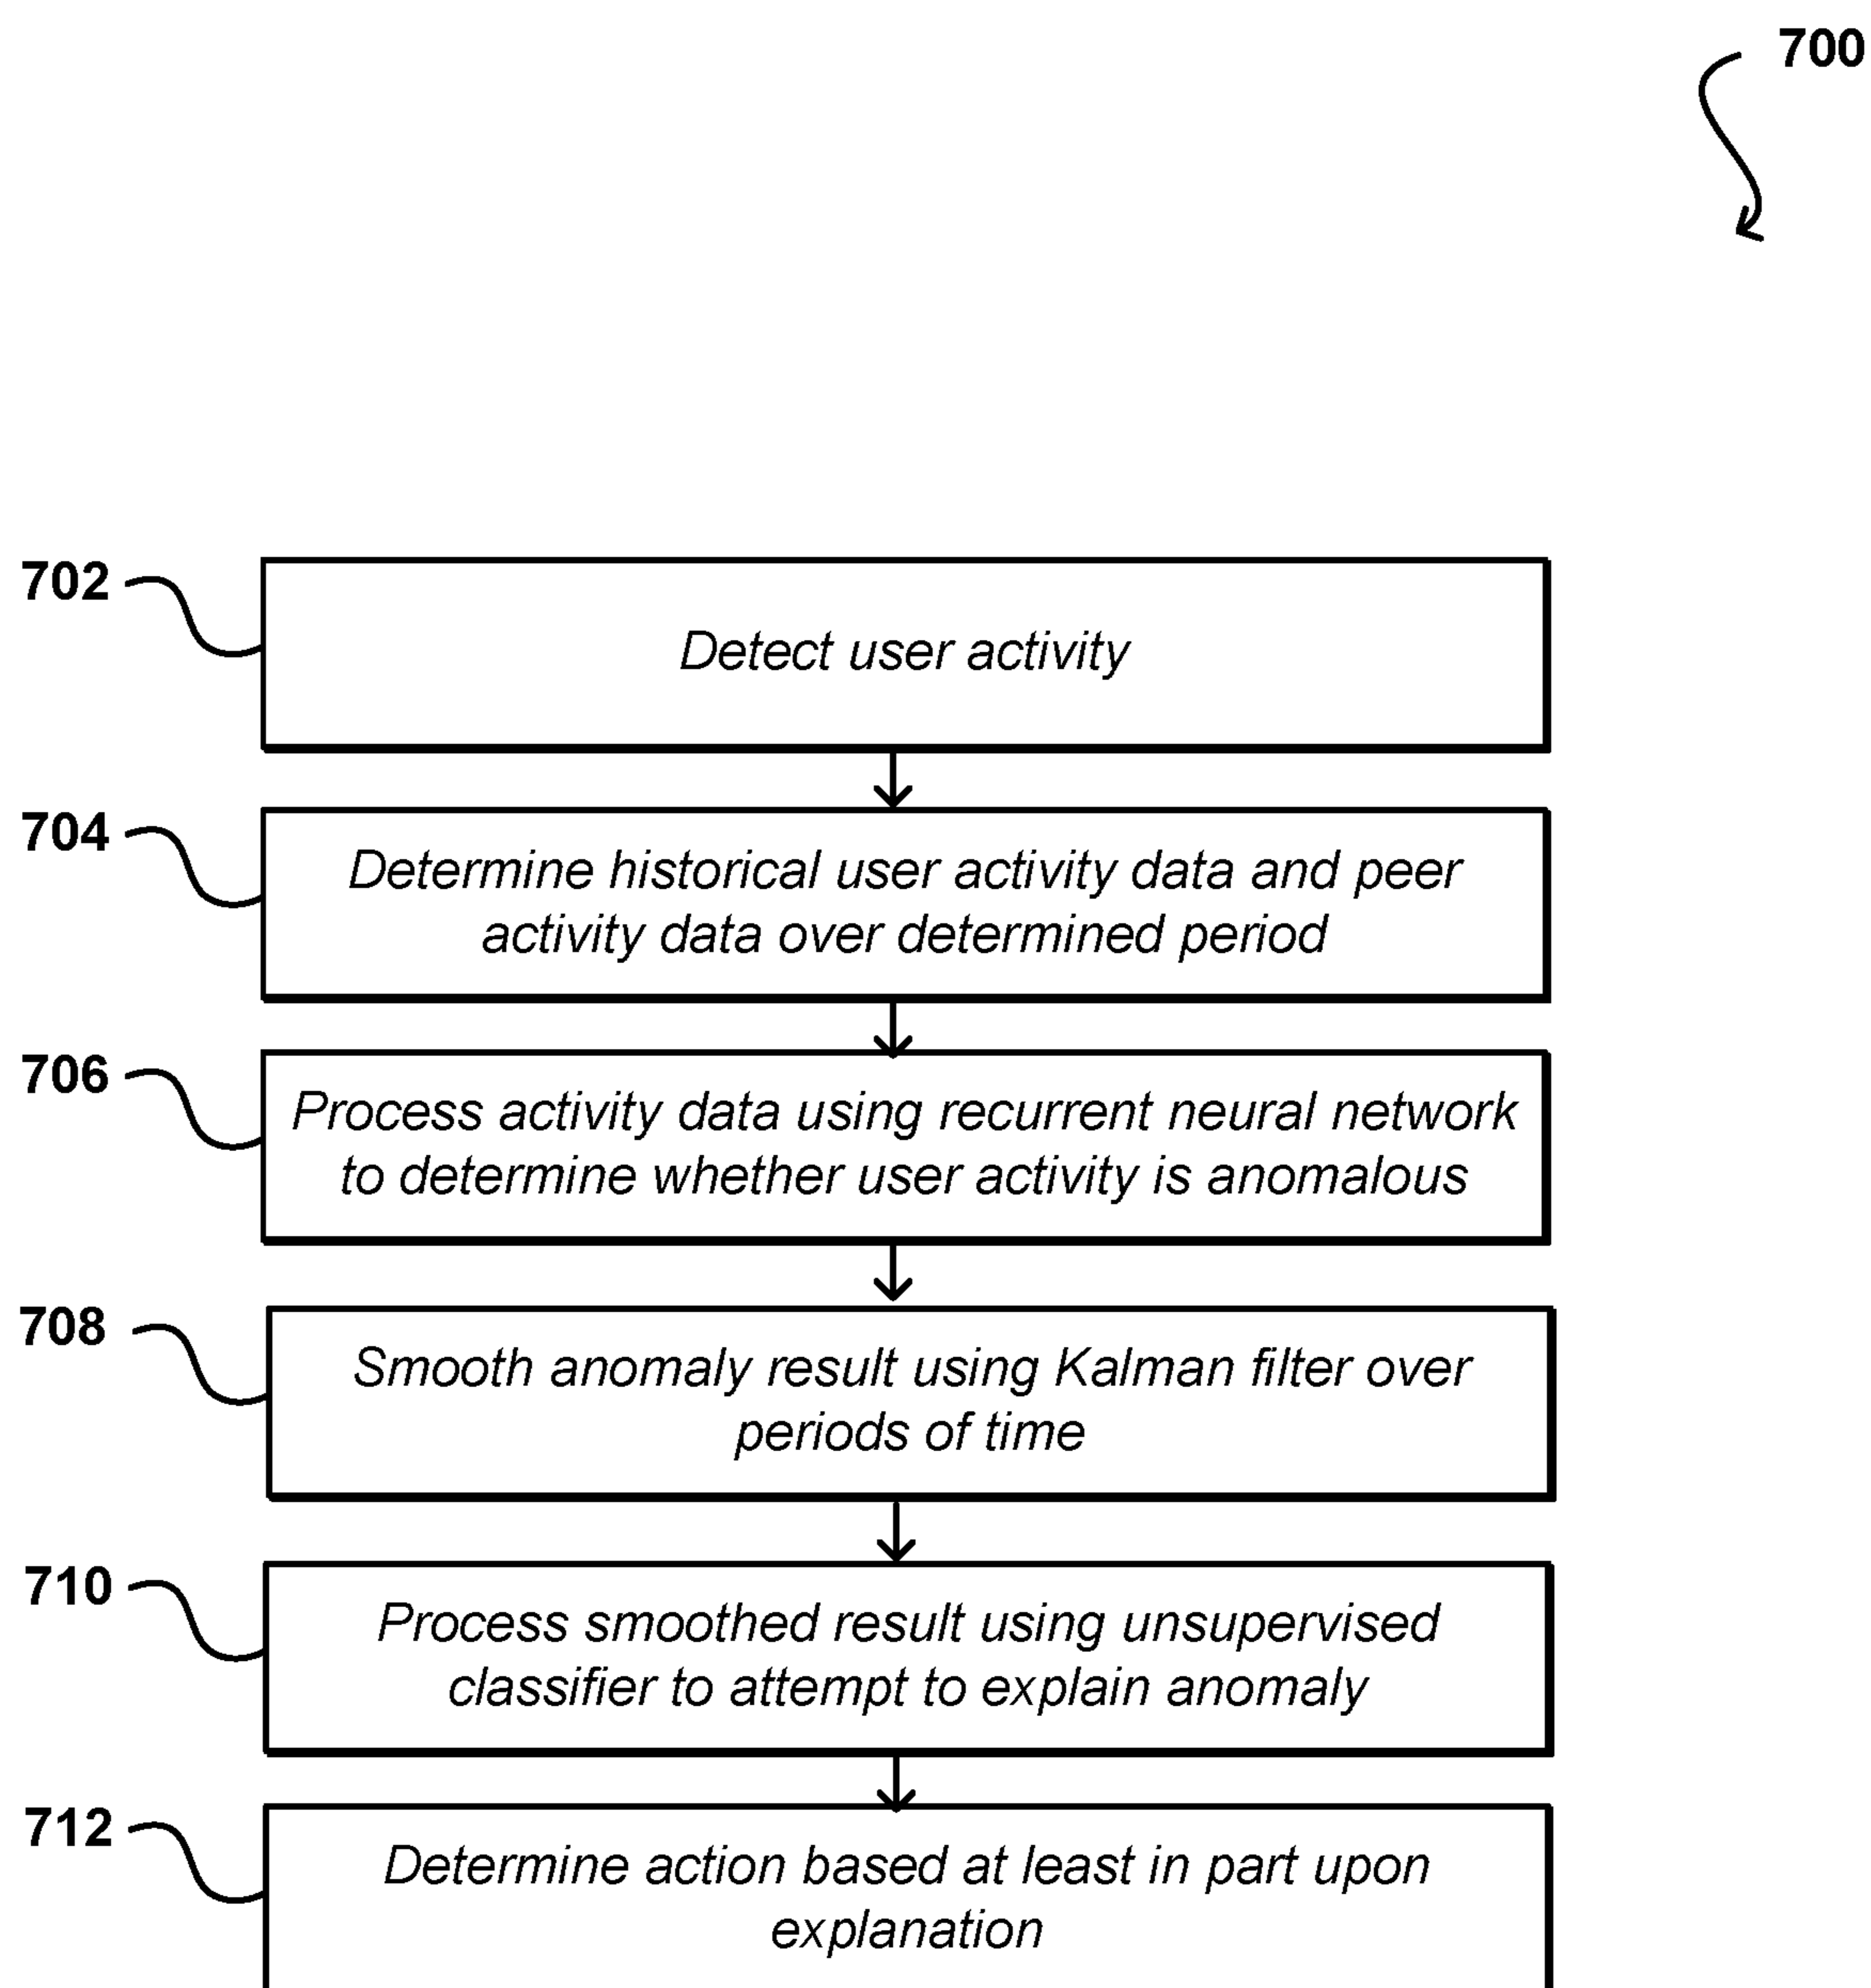 700
702
Detect user activity
704
Determine historical user activity data and peer
activity data over determined period
706
Process activity data using recurrent neural network
to determine whether user activity is anomalous
708
Smooth anomaly result using Kalman filter over
periods of time
710
Process smoothed result using unsupervised
classifier to attempt to explain anomaly
712
Determine action based at least in part upon
explanation